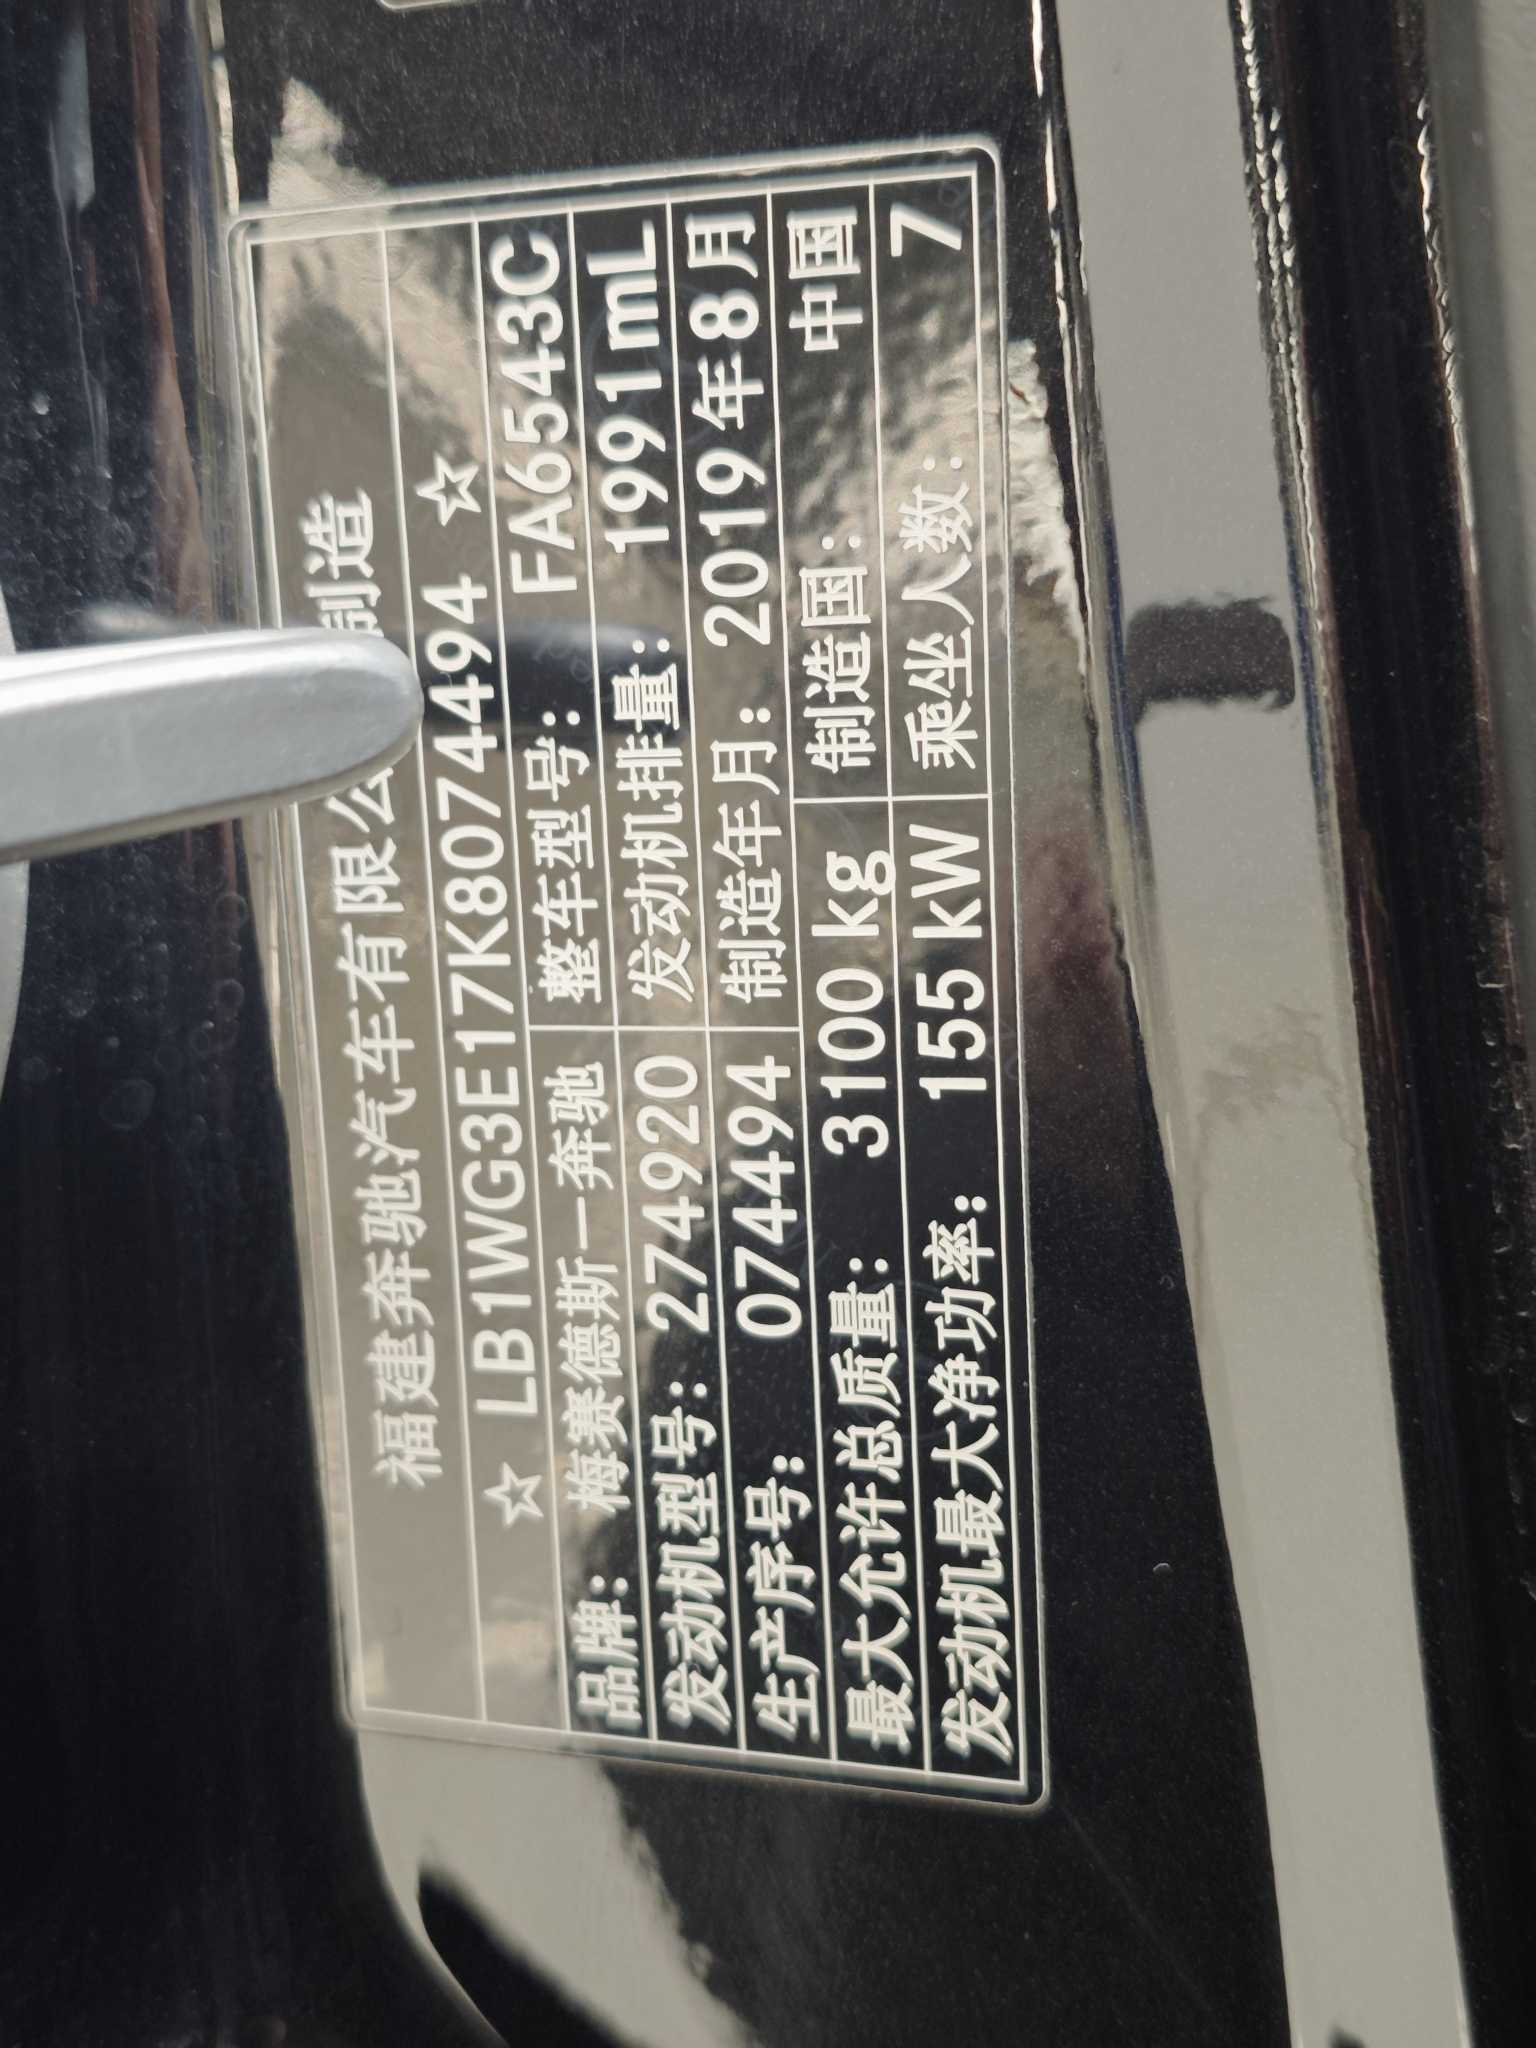 福建奔驰汽车有限公 制造
☆ LB1WG3E17K8074494 ☆
品牌: 梅赛德斯一奔驰 整车型号: FA6543C
发动机型号: 274920 发动机排量: 1991mL
生产序号: 074494 制造年月: 2019年8月
最大允许总质量: 3100 kg 制造国: 中国
发动机最大净功率: 155 kW 乘坐人数: 7